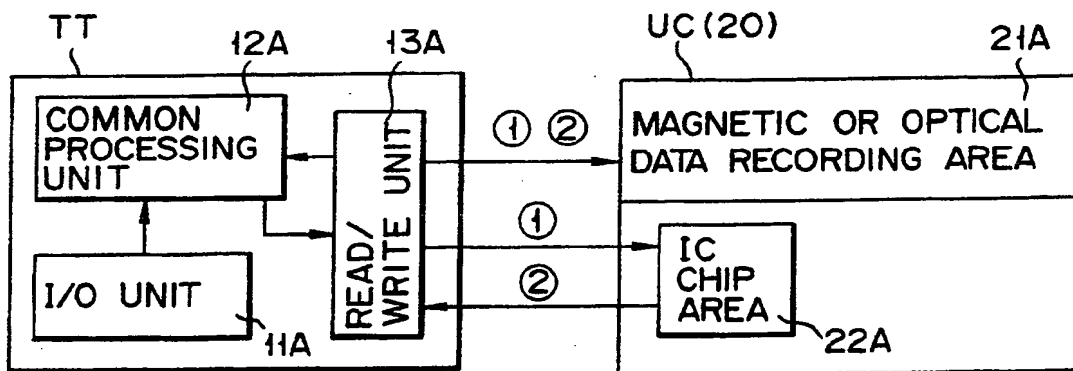 TT
12A
13A
UC (20)
21A
COMMON
PROCESSING
UNIT
READ/
WRITE UNIT
① ②
MAGNETIC OR OPTICAL
DATA RECORDING AREA
①
②
I/O UNIT
11A
IC
CHIP
AREA
22A